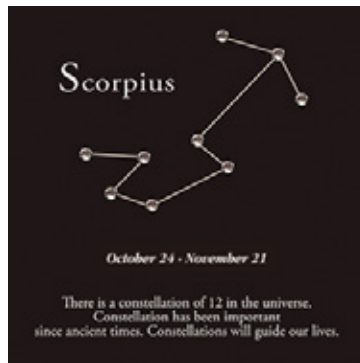 Scorpius
October 24 - November 21
There is a constellation of 12 in the universe.
Constellation has been important
since ancient times. Constellations will guide our lives.